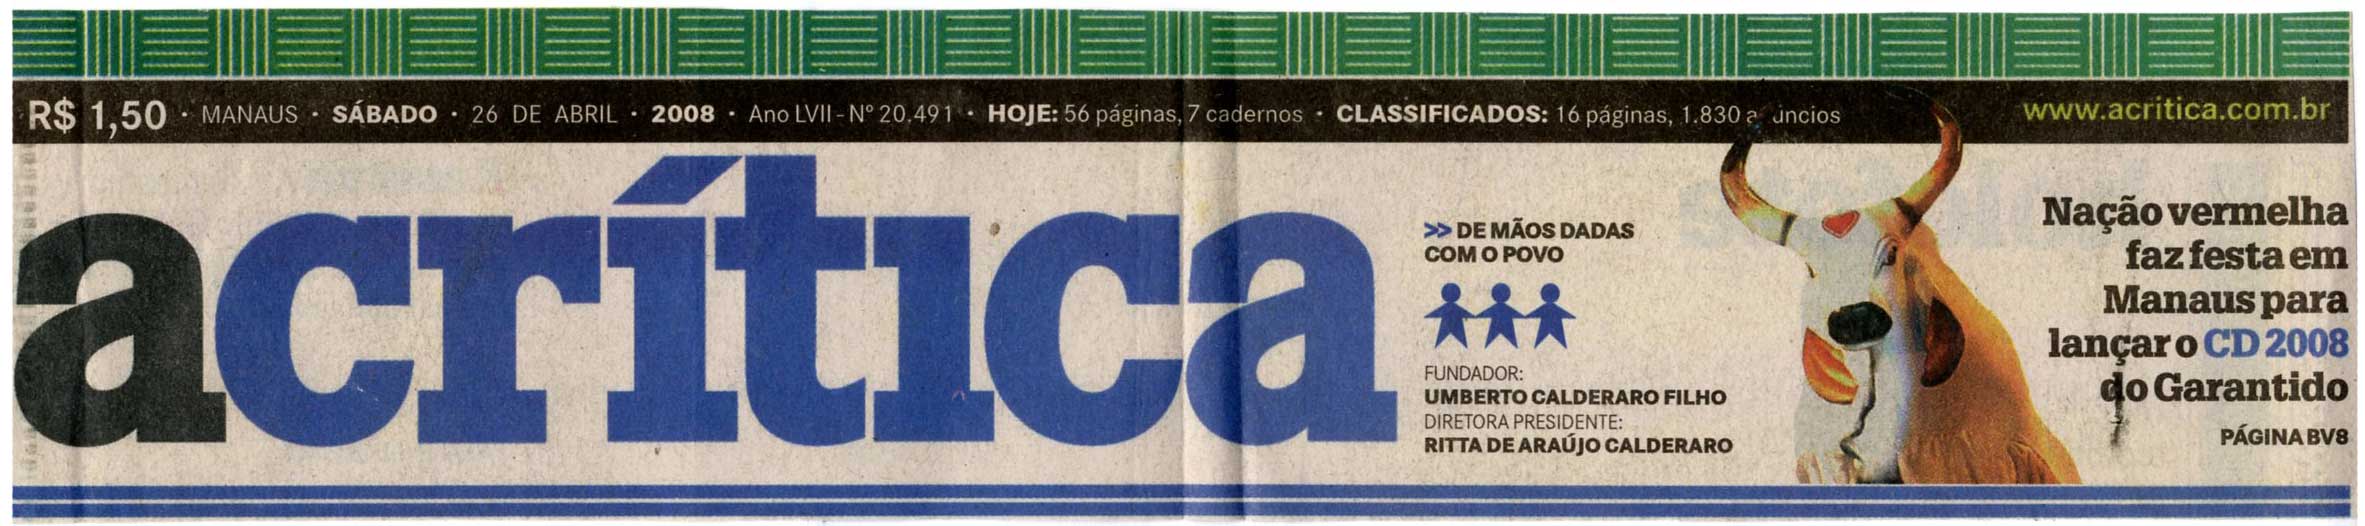 R$ 1,50 · MANAUS · SÁBADO · 26 DE ABRIL · 2008 · Ano LVII - Nº 20.491 · HOJE: 56 páginas, 7 cadernos · CLASSIFICADOS: 16 páginas, 1.830 www.acritica.com.br
acrítica
>> DE MÃOS DADAS
COM O POVO
FUNDADOR:
UMBERTO CALDERARO FILHO
DIRETORA PRESIDENTE:
RITTA DE ARAÚJO CALDERARO
Nação vermelha
faz festa em
Manaus para
lançar o CD 2008
do Garantido
PÁGINA BV8